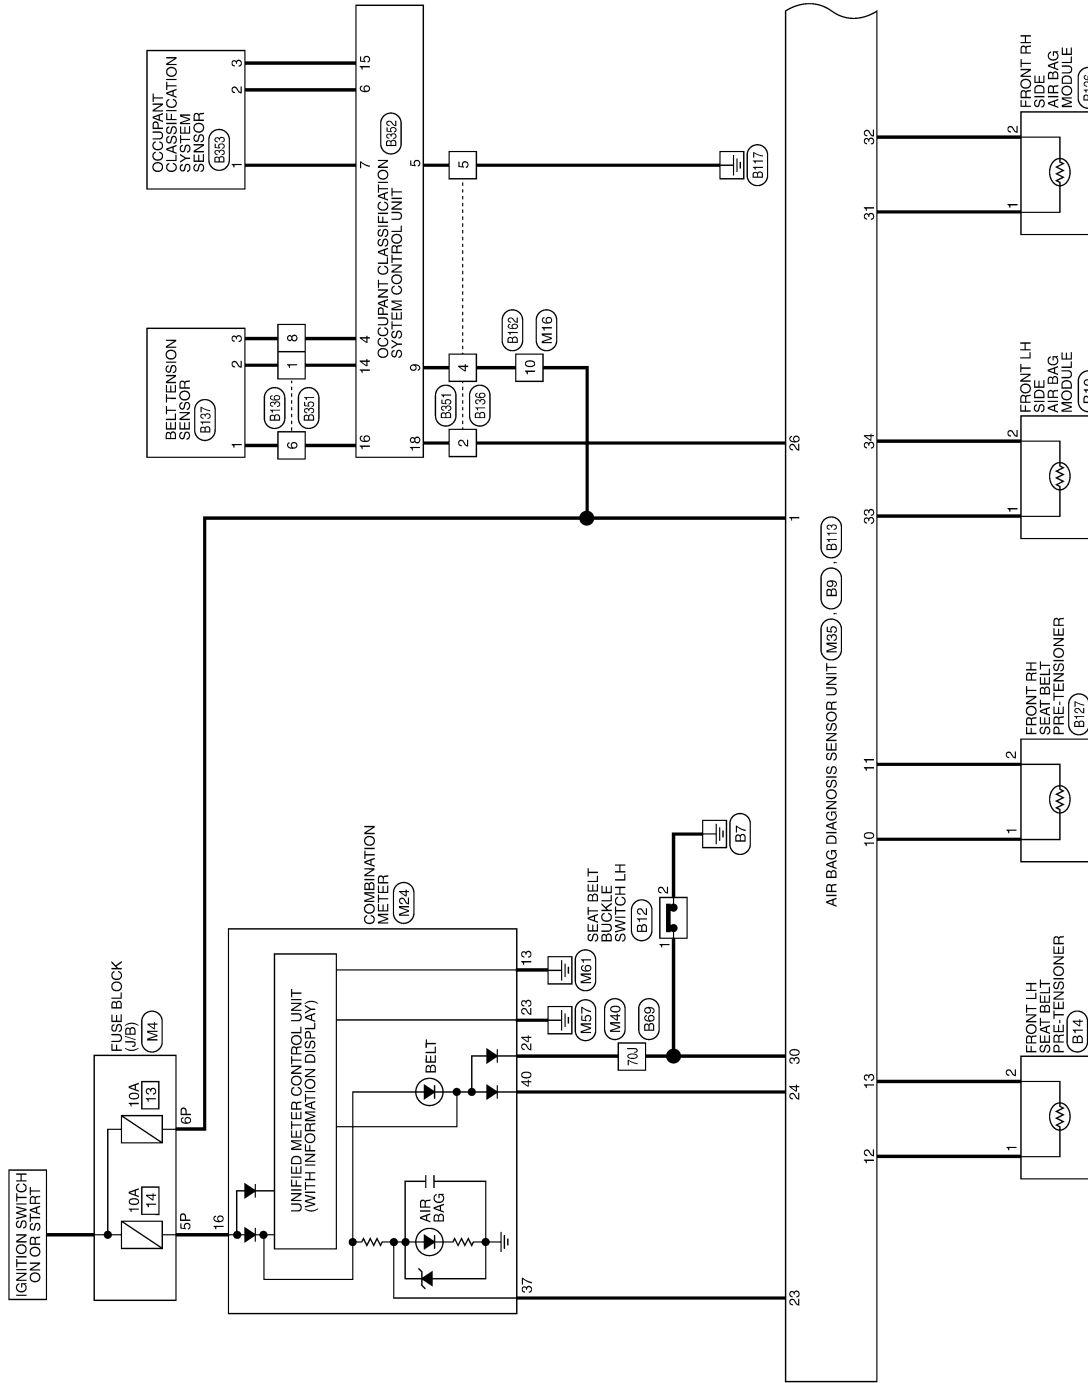 IGNITION SWITCH
ON OR START
FUSE BLOCK
(J/B)
M4
10A
14
10A
13
5P
6P
16
COMBINATION
METER
M24
UNIFIED METER CONTROL UNIT
(WITH INFORMATION DISPLAY)
AIR
BAG
BELT
37
40
24
23
13
M57
M61
M40
B69
70J
SEAT BELT
BUCKLE
SWITCH LH
B12
1
2
B7
BELT TENSION
SENSOR
B137
1
2
3
B136
B351
6
1
8
16
14
4
OCCUPANT
CLASSIFICATION
SYSTEM
SENSOR
B353
1
2
3
7
6
15
OCCUPANT CLASSIFICATION
SYSTEM CONTROL UNIT
B352
18
9
5
B351
B136
2
4
5
B162
M16
10
B117
23
24
30
1
26
AIR BAG DIAGNOSIS SENSOR UNIT M35 , B9 , B113
12
13
10
11
33
34
31
32
FRONT LH
SEAT BELT
PRE-TENSIONER
B14
1
2
FRONT RH
SEAT BELT
PRE-TENSIONER
B127
1
2
FRONT LH
SIDE
AIR BAG
MODULE
1
2
FRONT RH
SIDE
AIR BAG
MODULE
1
2